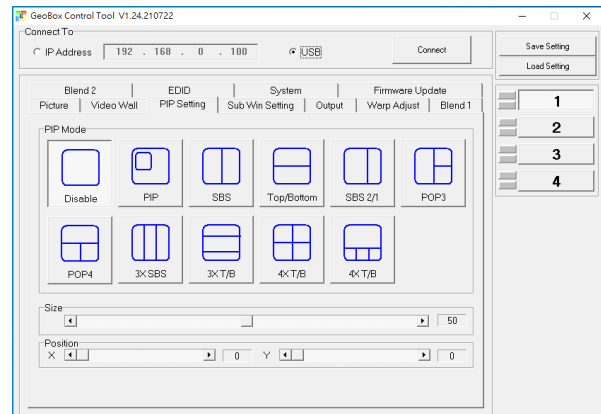 GeoBox Control Tool V1.24.210722
Connect To
IP Address 192 . 168 . 0 . 100 USB Connect
Save Setting
Load Setting
Blend 2 EDID System Firmware Update
Picture Video Wall PIP Setting Sub Win Setting Output Warp Adjust Blend 1
1
2
3
4
PIP Mode
Disable PIP SBS Top/Bottom SBS 2/1 POP3
POP4 3X SBS 3X T/B 4X T/B 4X T/B
Size
50
Position
X 0 Y 0